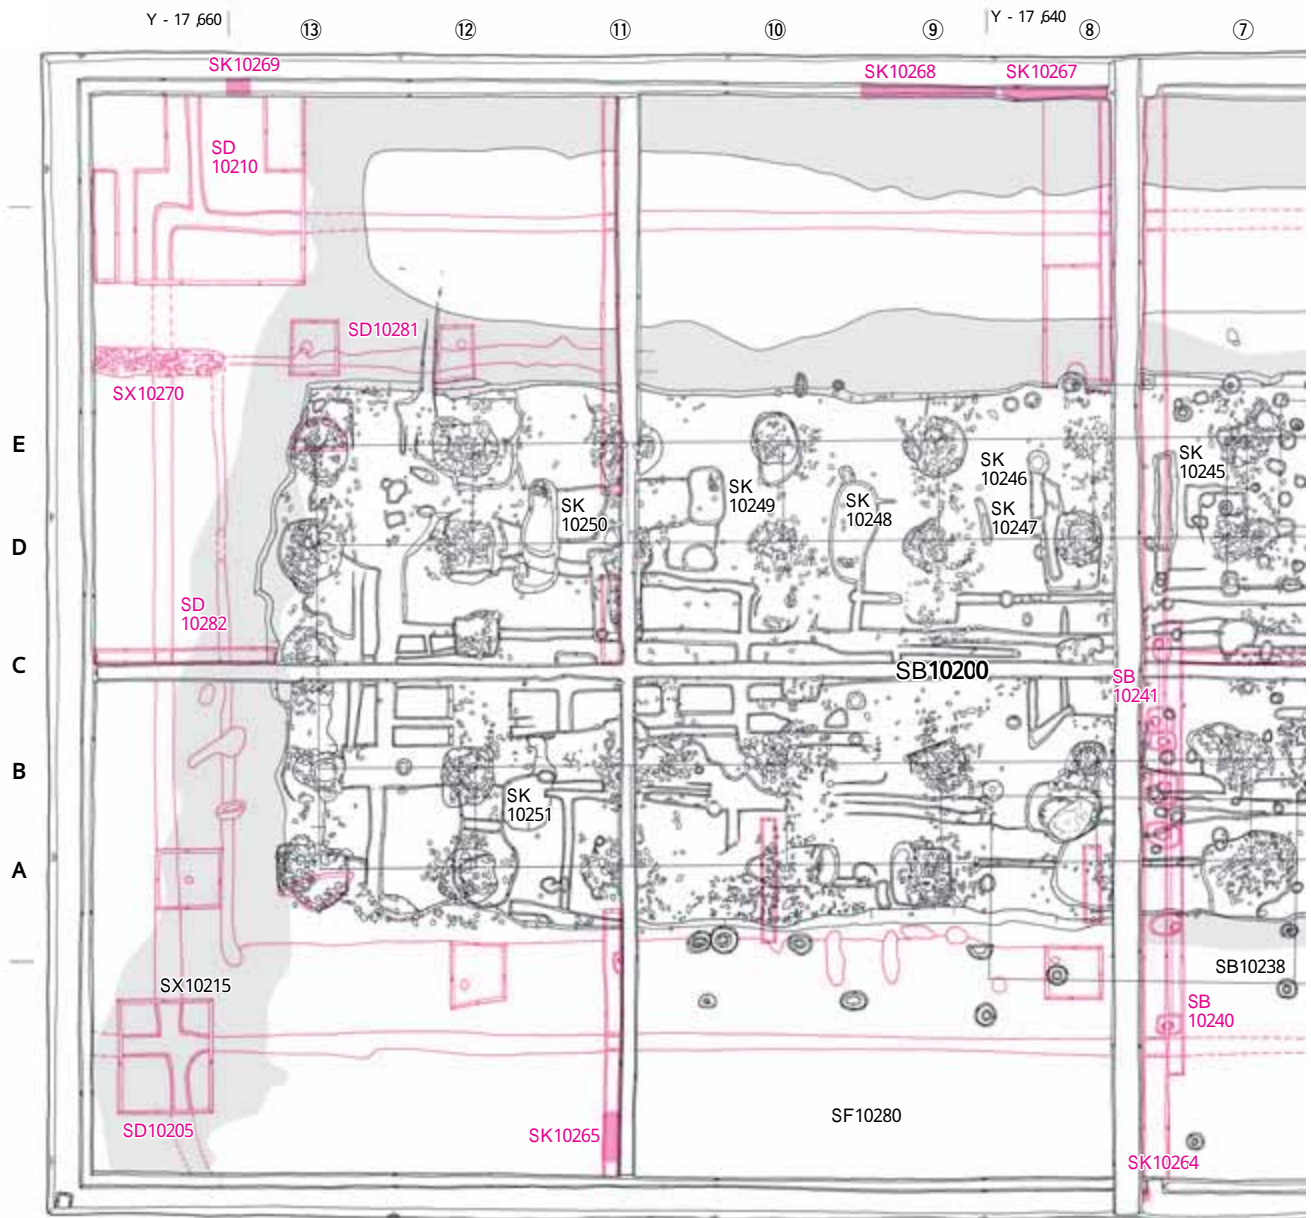 Y - 17 ,660
Y - 17 ,640
⑬ ⑫ ⑪ ⑩ ⑨ ⑧ ⑦
SK10269
SK10268
SK10267
SD
10210
SD10281
SX10270
E
SK
10246
SK
10245
SK
10249
SK
10250
SK
10248
SK
10247
D
SD
10282
C
SB10200
SB
10241
B
SK
10251
A
SX10215
SB10238
SB
10240
SF10280
SD10205
SK10265
SK10264